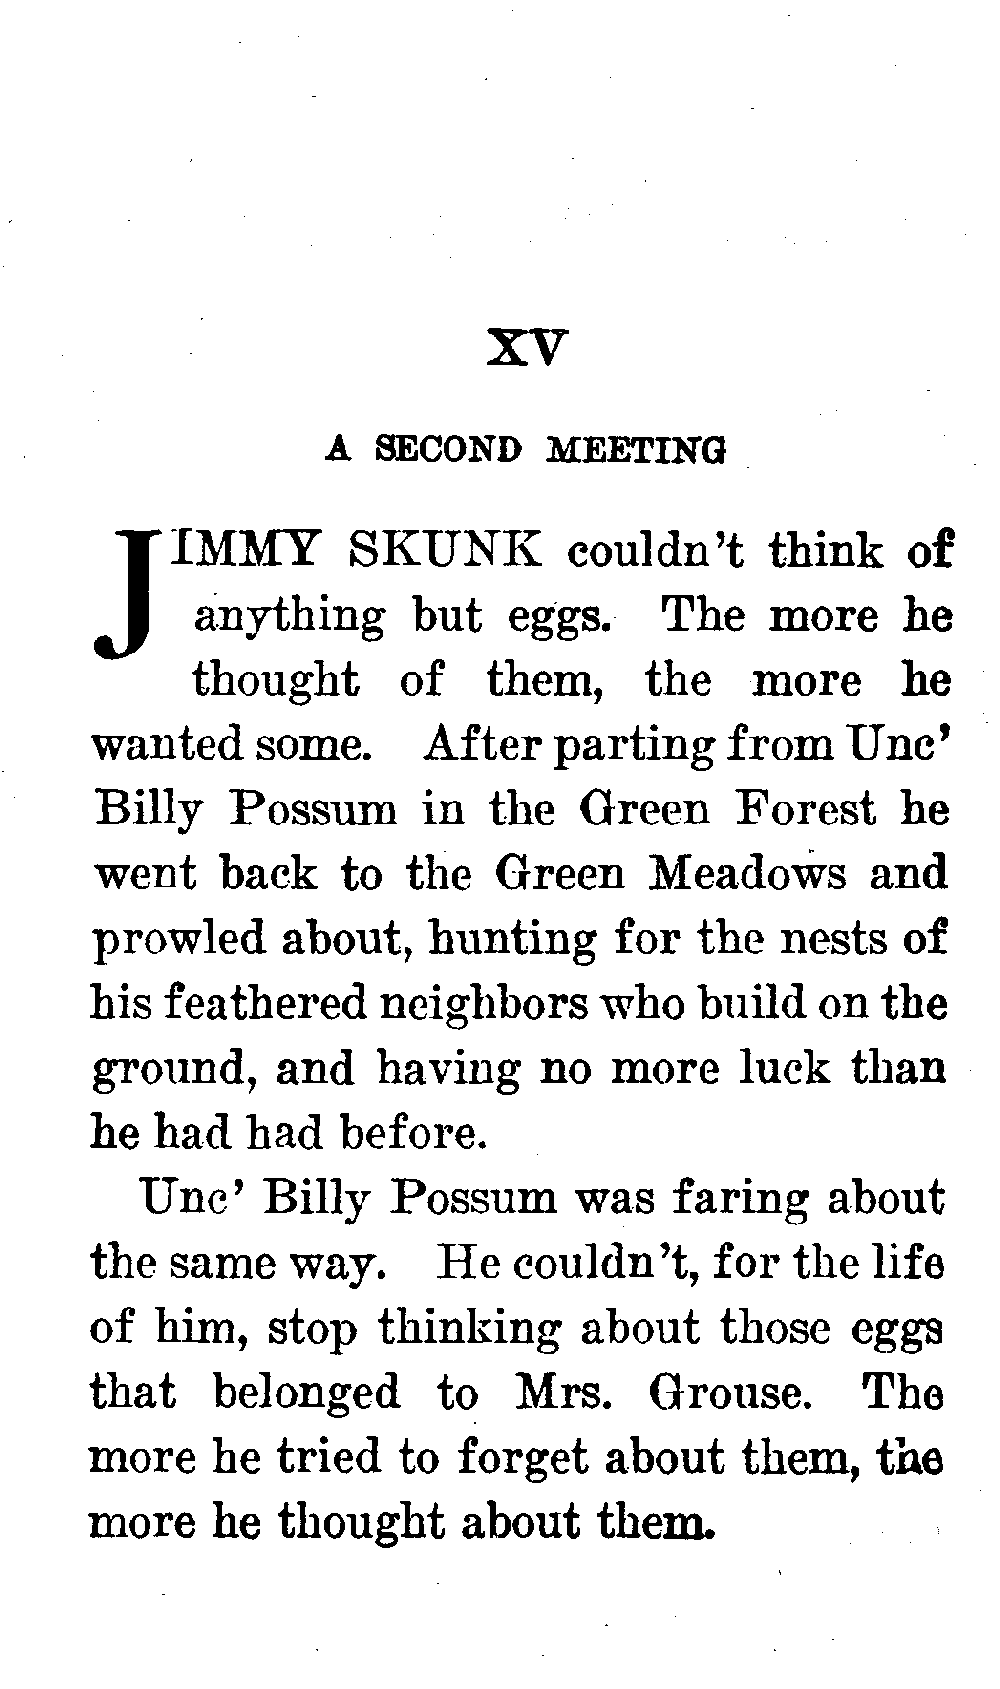 XV
A SECOND MEETING
JIMMY SKUNK couldn't think of
anything but eggs. The more he
thought of them, the more he
wanted some. After parting from Unc'
Billy Possum in the Green Forest he
went back to the Green Meadows and
prowled about, hunting for the nests of
his feathered neighbors who build on the
ground, and having no more luck than
he had had before.
Unc' Billy Possum was faring about
the same way. He couldn't, for the life
of him, stop thinking about those eggs
that belonged to Mrs. Grouse. The
more he tried to forget about them, the
more he thought about them.